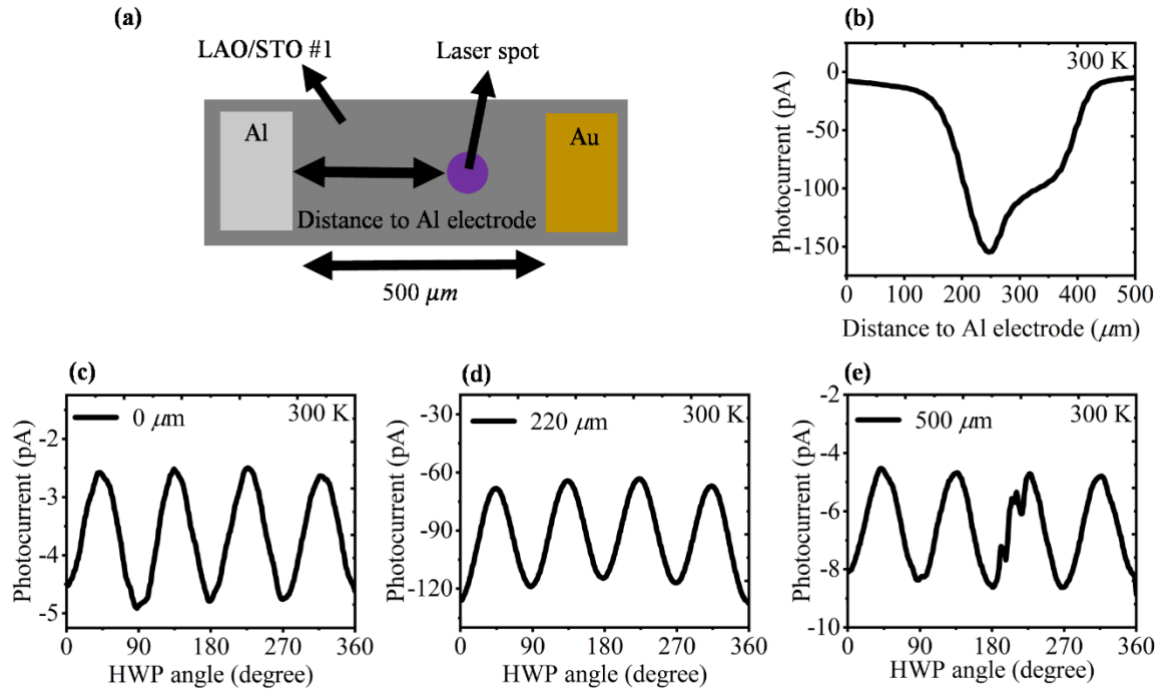 (a)
LAO/STO #1
Laser spot
Al
Au
Distance to Al electrode
500 μm
(b)
300 K
Photocurrent (pA)
0
-50
-100
-150
0 100 200 300 400 500
Distance to Al electrode (μm)
(c)
0 μm
300 K
Photocurrent (pA)
-2
-3
-4
-5
0 90 180 270 360
HWP angle (degree)
(d)
220 μm
300 K
Photocurrent (pA)
-30
-60
-90
-120
0 90 180 270 360
HWP angle (degree)
(e)
500 μm
300 K
Photocurrent (pA)
-2
-4
-6
-8
-10
0 90 180 270 360
HWP angle (degree)